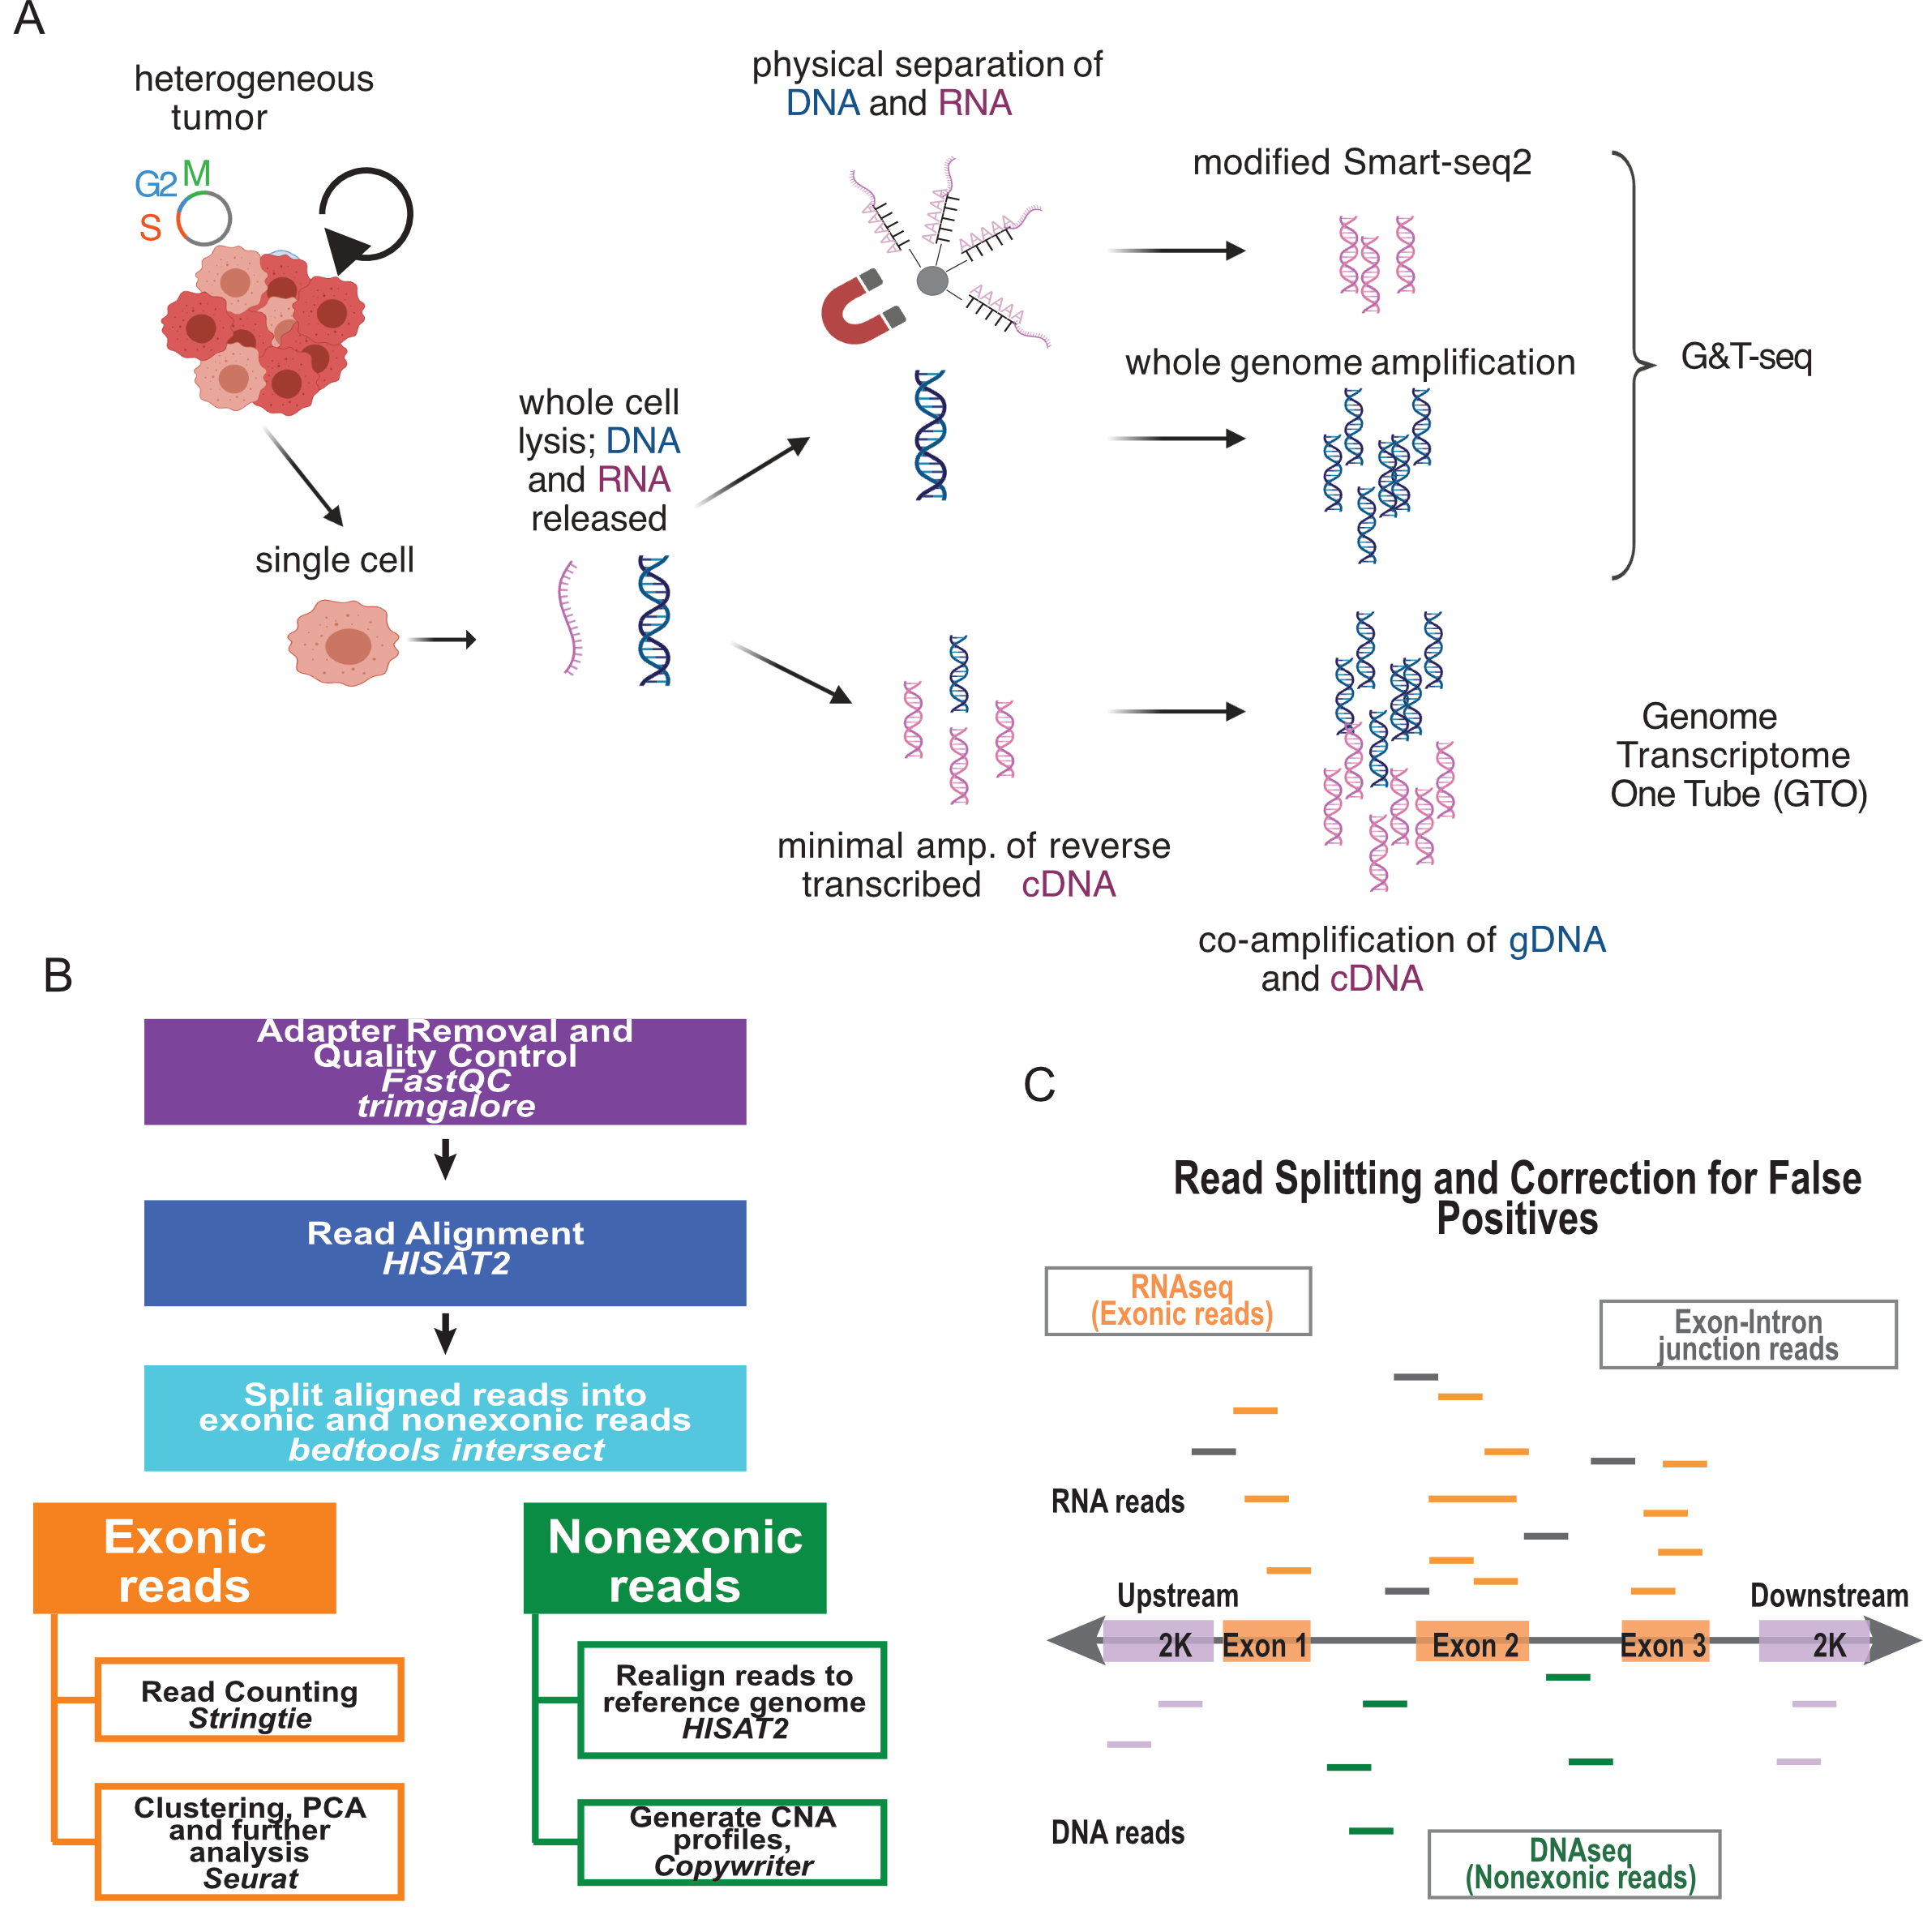 A
heterogeneous
tumor
G2 M
S
single cell
whole cell
lysis; DNA
and RNA
released
physical separation of
DNA and RNA
AAAAA
AAAAA
AAAAA
AAAAA
modified Smart-seq2
whole genome amplification
G&T-seq
minimal amp. of reverse
transcribed cDNA
co-amplification of gDNA
and cDNA
Genome
Transcriptome
One Tube (GTO)
B
Adapter Removal and
Quality Control
FastQC
trimgalore
Read Alignment
HISAT2
Split aligned reads into
exonic and nonexonic reads
bedtools intersect
Exonic
reads
Read Counting
Stringtie
Clustering, PCA
and further
analysis
Seurat
Nonexonic
reads
Realign reads to
reference genome
HISAT2
Generate CNA
profiles,
Copywriter
C
Read Splitting and Correction for False
Positives
RNAseq
(Exonic reads)
Exon-Intron
junction reads
RNA reads
Upstream
Downstream
2K Exon 1 Exon 2 Exon 3 2K
DNA reads
DNAseq
(Nonexonic reads)